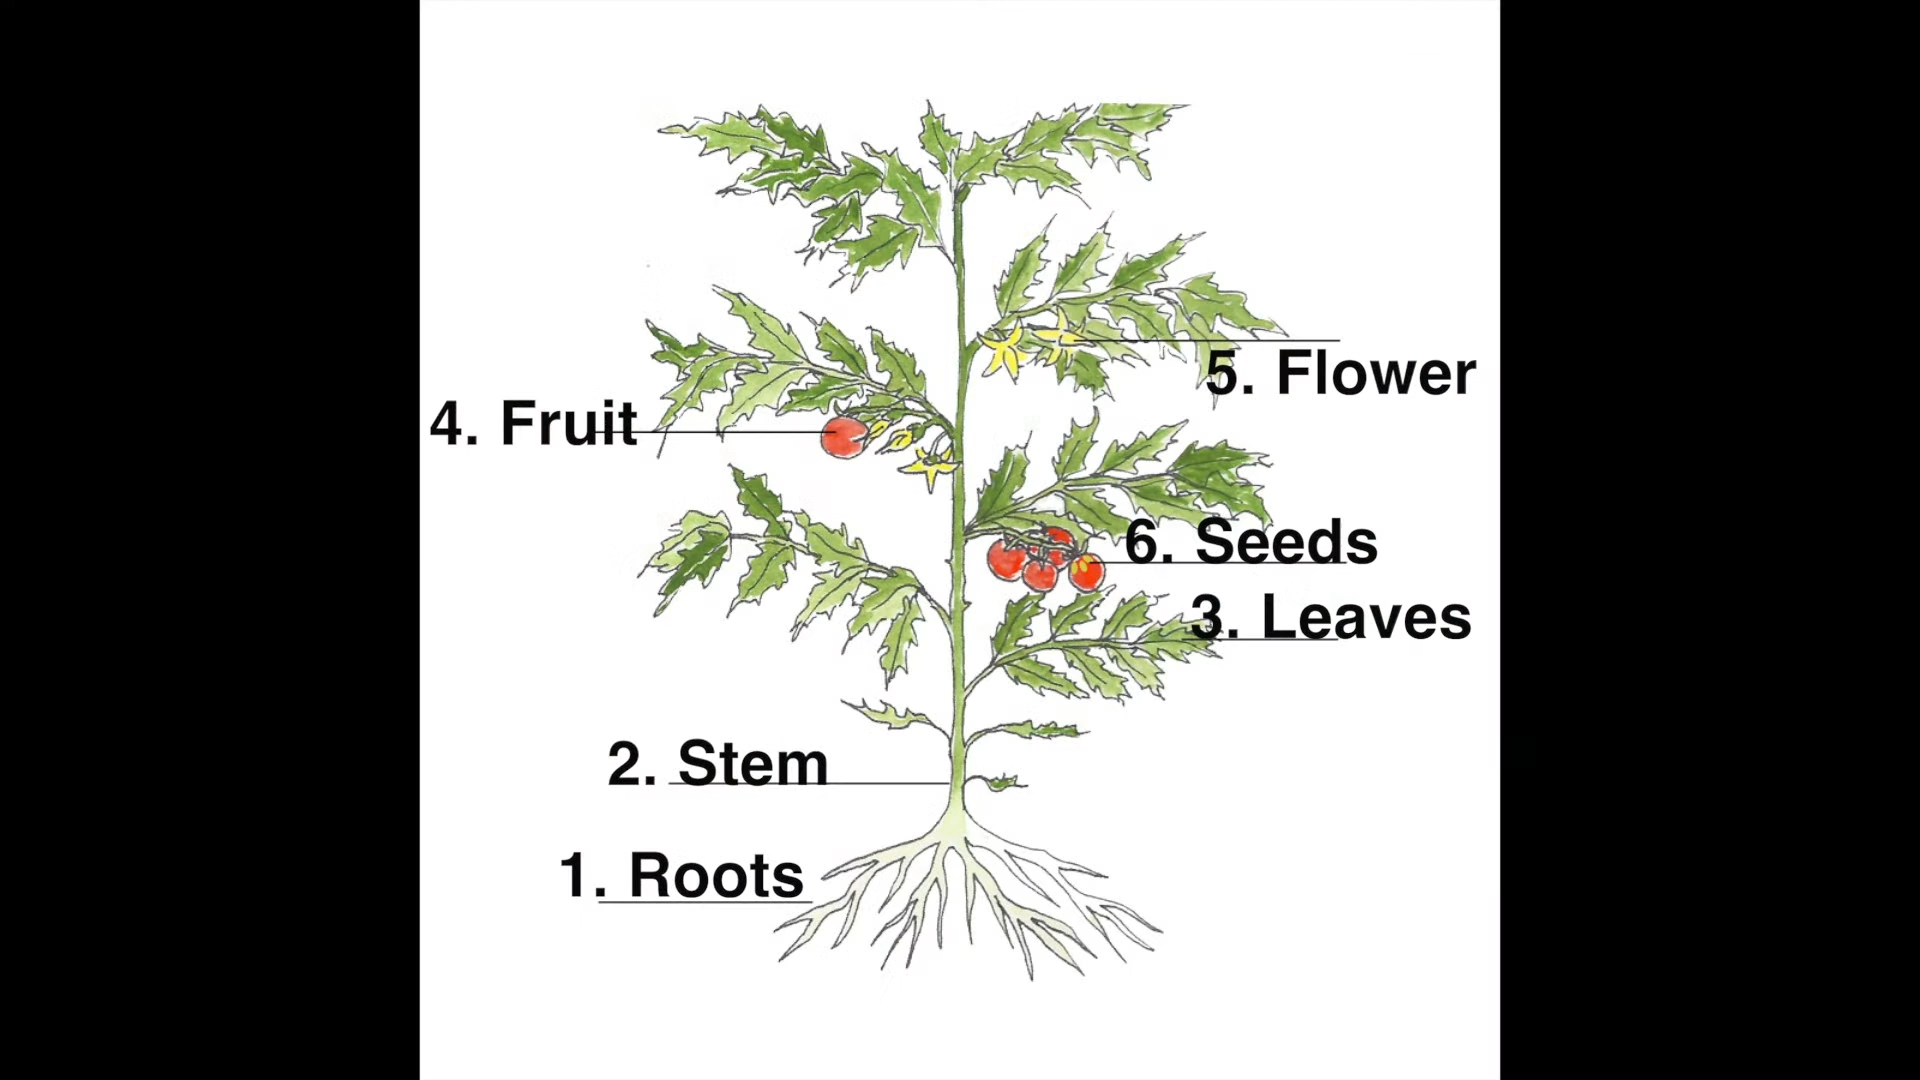 5. Flower
4. Fruit
6. Seeds
3. Leaves
2. Stem
1. Roots